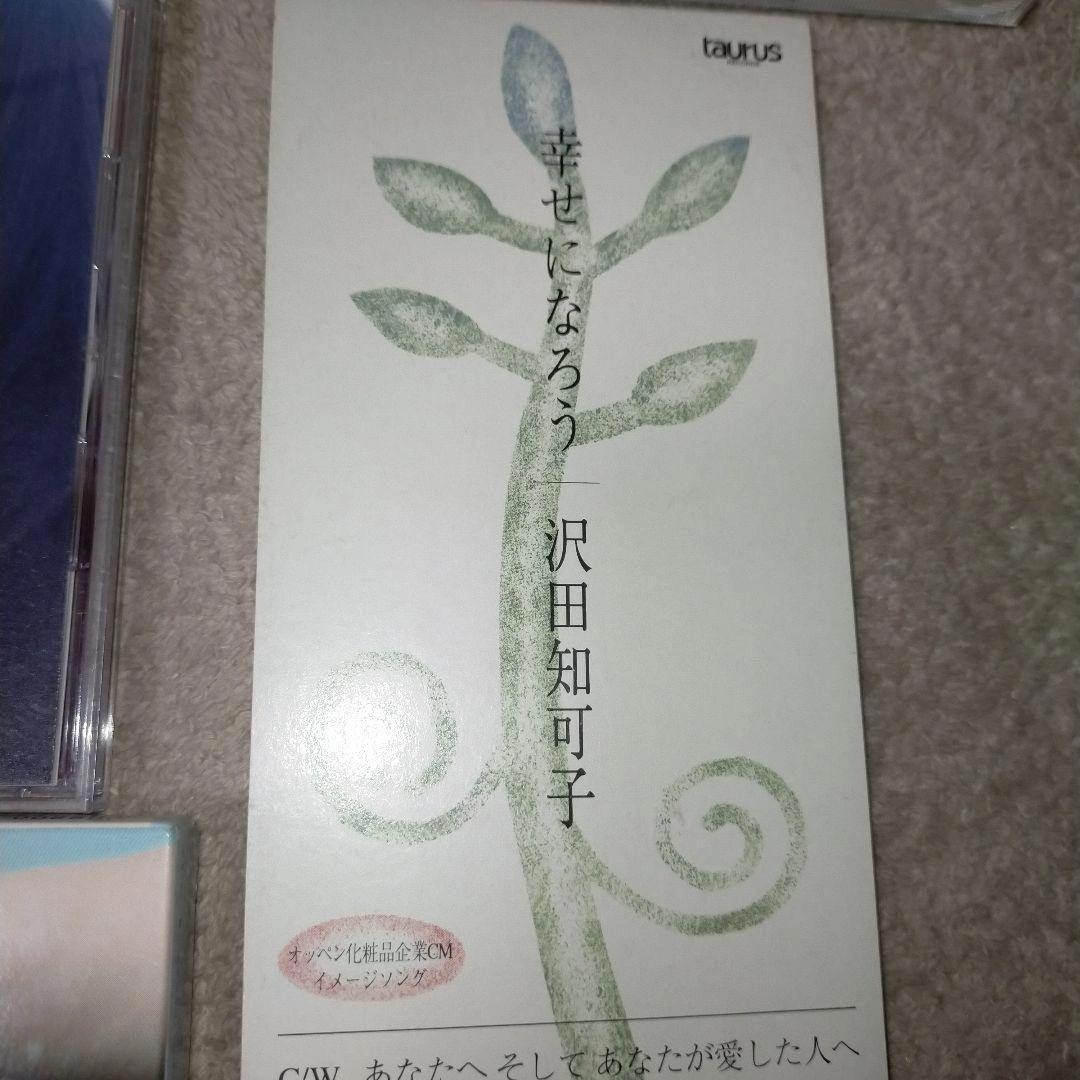 taurus
幸せになろう
沢田知可子
オッペン化粧品企業CM
イメージソング
C/W あなたへ そして あなたが愛した人へ